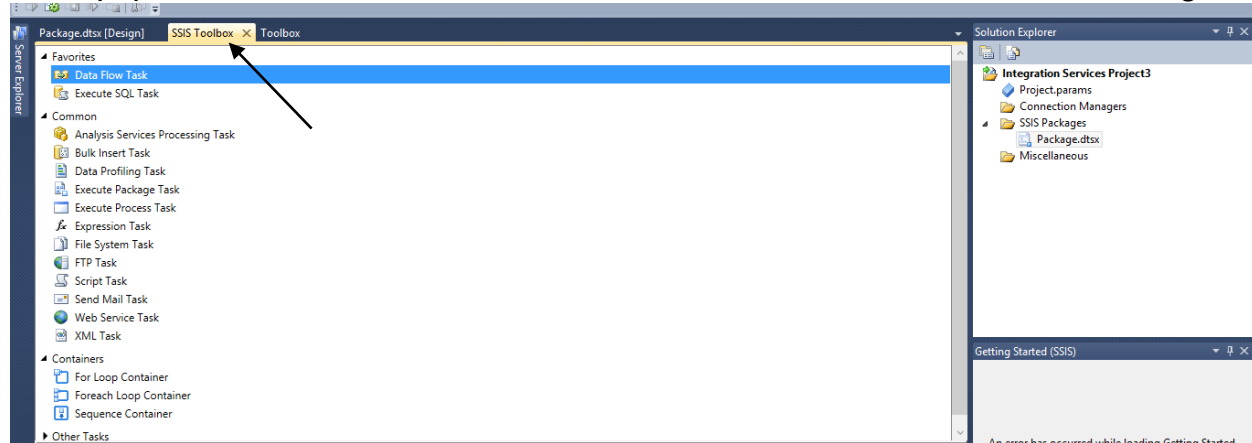 Package.dtsx [Design] SSIS Toolbox Toolbox
Server Explorer
Favorites
Data Flow Task
Execute SQL Task
Common
Analysis Services Processing Task
Bulk Insert Task
Data Profiling Task
Execute Package Task
Execute Process Task
Expression Task
File System Task
FTP Task
Script Task
Send Mail Task
Web Service Task
XML Task
Containers
For Loop Container
Foreach Loop Container
Sequence Container
Other Tasks
Solution Explorer
Integration Services Project3
Project.params
Connection Managers
SSIS Packages
Package.dtsx
Miscellaneous
Getting Started (SSIS)
An error has occurred while loading Getting Started